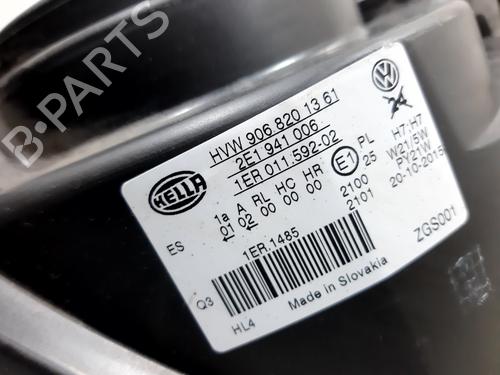 HVW 906 820 13 61
2E1 941 006
1ER 011 592-02
HELLA
1a A RL HC HR E1 PL
01 02 00 00 00 25
2100
2101
H7:H7
W21/5W
PY21W
20-10-2015
ES
1ER.1485
ZGS001
Q3
HL4
Made in Slovakia
B